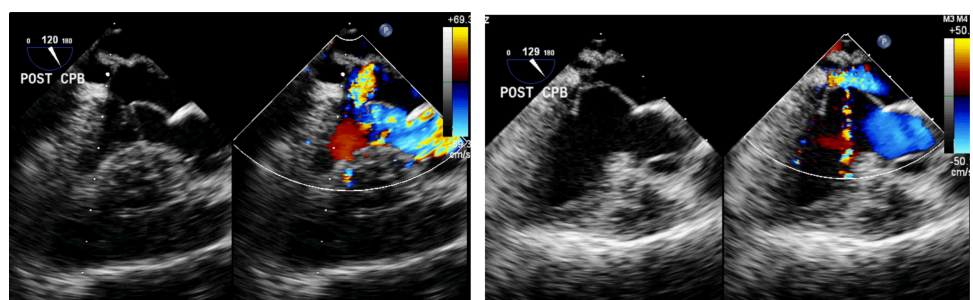 +69.3
0 120 180
POST CPB
P
cm/s
M3 M4
+50.
0 129 180
POST CPB
P
-50.
cm/s